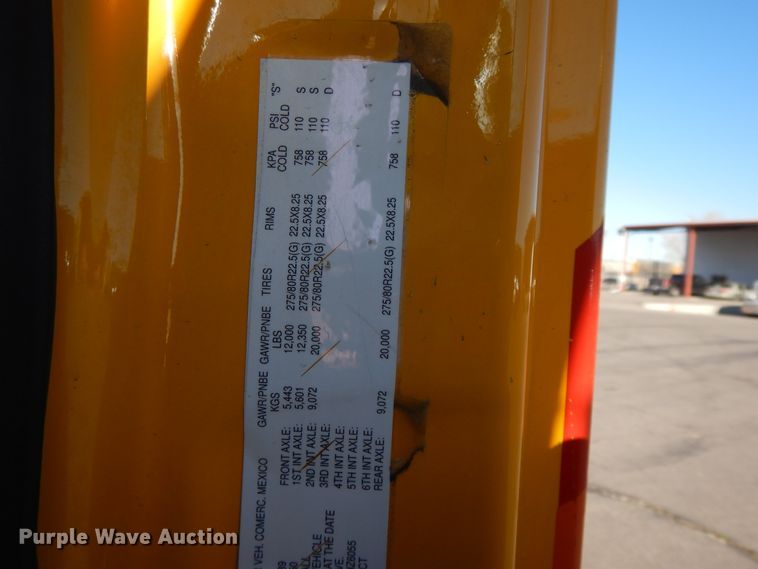 GAWR/PNBE GAWR/PNBE TIRES RIMS KPA PSI "S"
KGS LBS COLD COLD
FRONT AXLE: 5,443 12,000 275/80R22.5(G) 22.5X8.25 758 110 S
1ST INT AXLE: 5,601 12,350 275/80R22.5(G) 22.5X8.25 758 110 S
2ND INT AXLE: 9,072 20,000 275/80R22.5(G) 22.5X8.25 758 110 D
3RD INT AXLE:
4TH INT AXLE:
5TH INT AXLE:
6TH INT AXLE:
REAR AXLE: 9,072 20,000 275/80R22.5(G) 22.5X8.25 758 110 D
VEH. COMERC. MEXICO
AT THE DATE
Purple Wave Auction